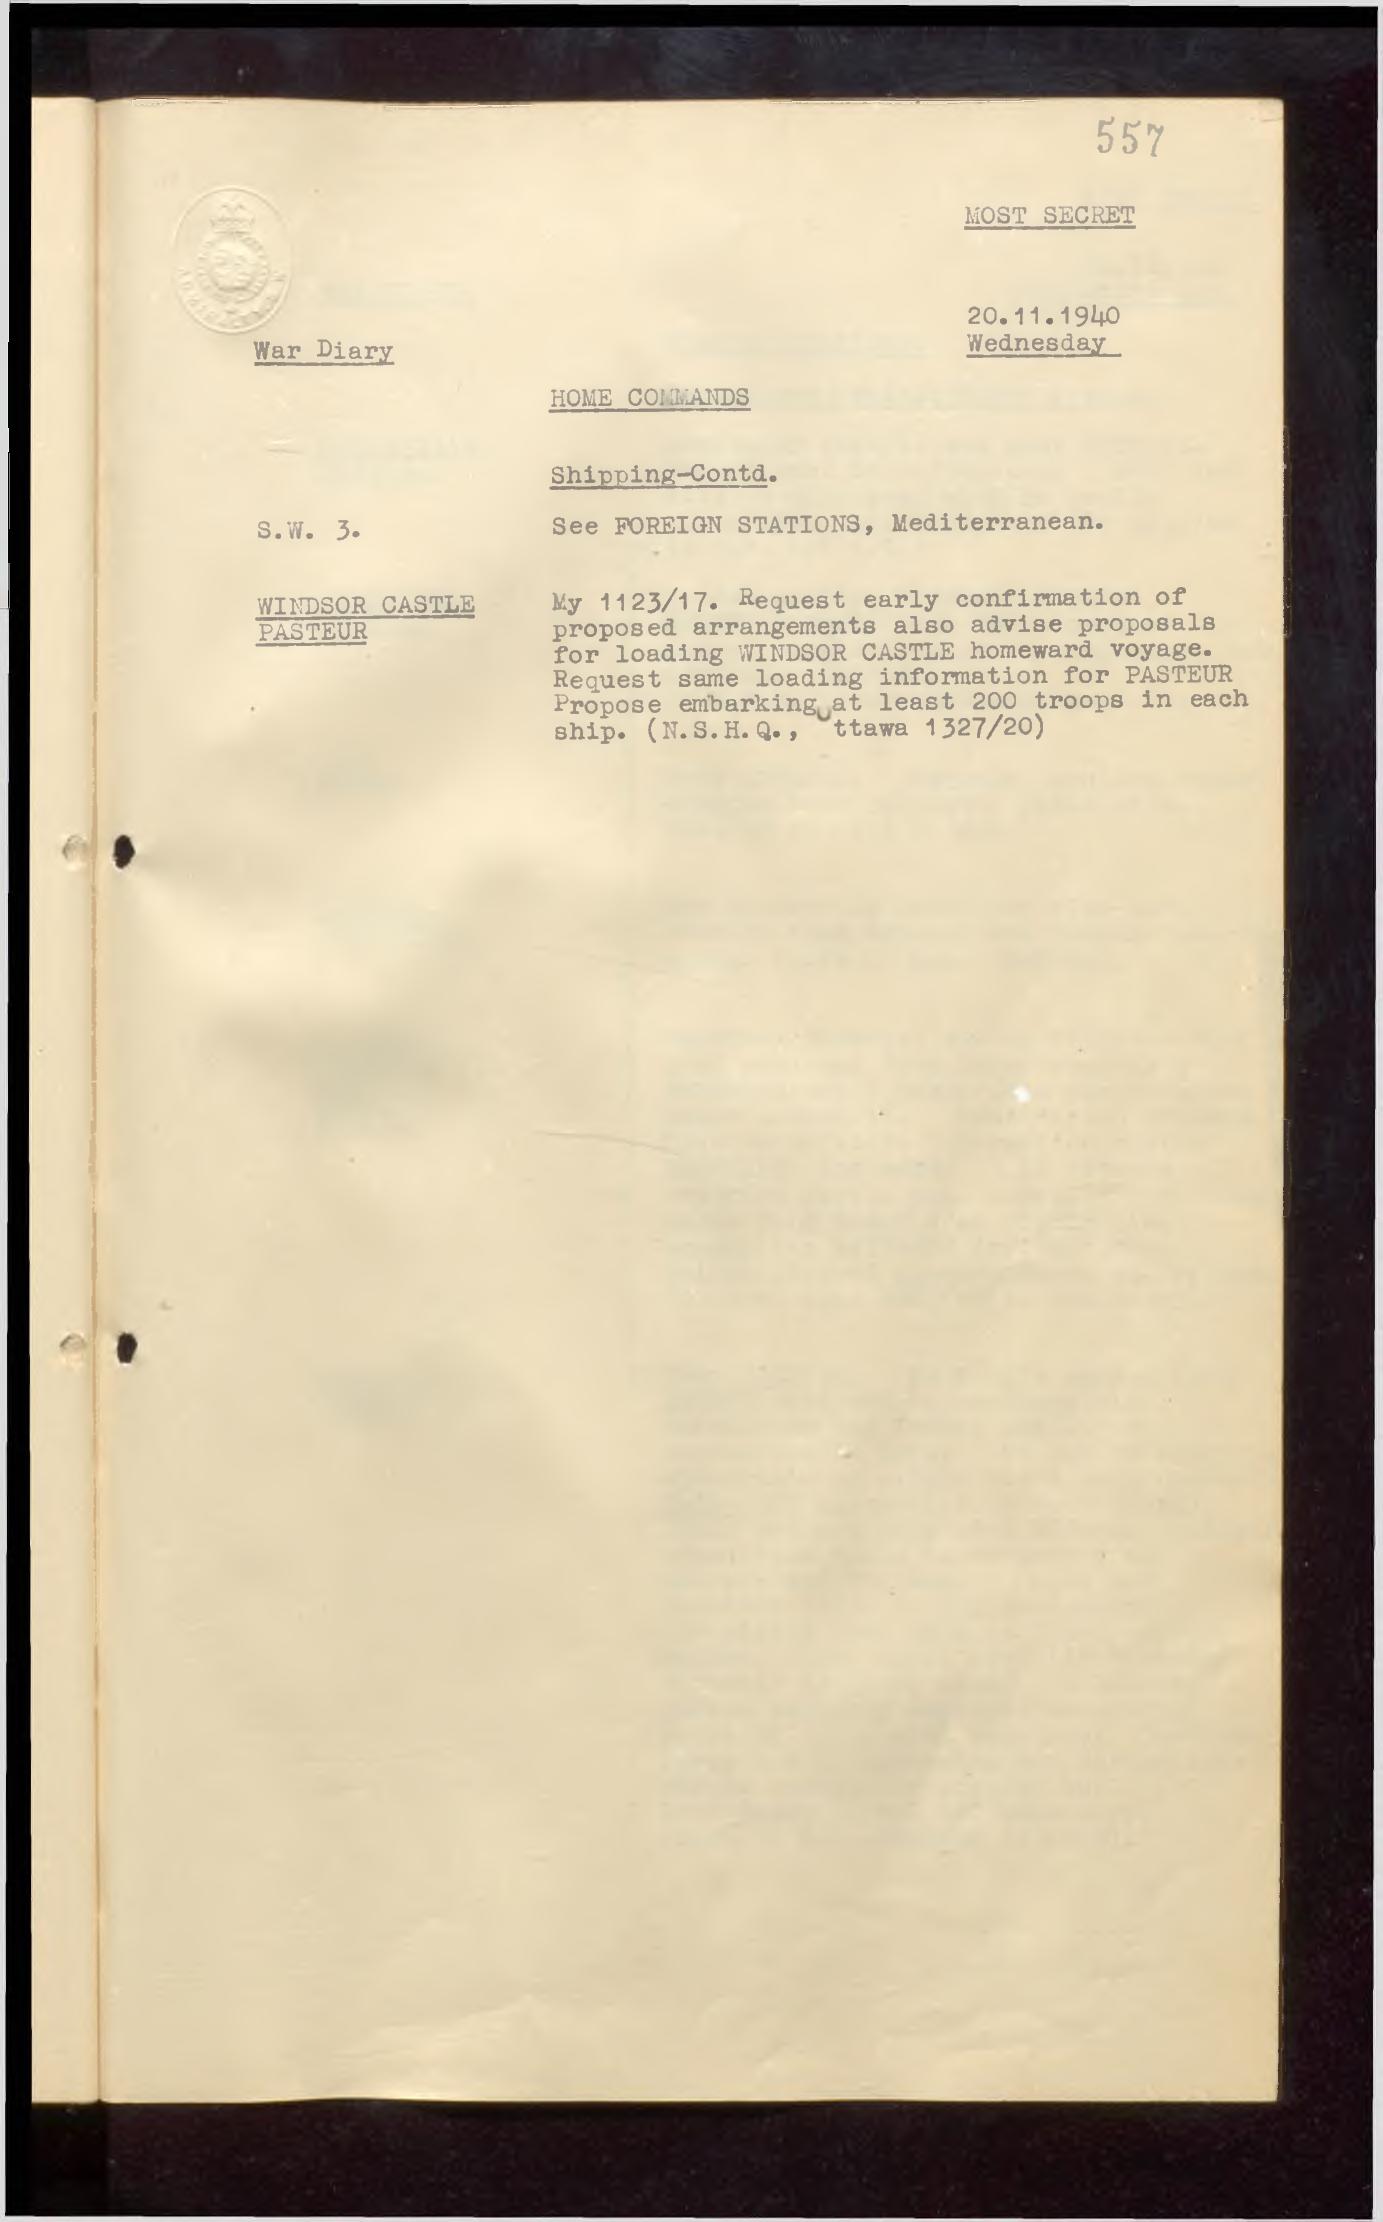 557
MOST SECRET
20.11.1940
Wednesday
War Diary
HOME COMMANDS
Shipping-Contd.
S.W. 3.
See FOREIGN STATIONS, Mediterranean.
WINDSOR CASTLE
PASTEUR
My 1123/17. Request early confirmation of
proposed arrangements also advise proposals
for loading WINDSOR CASTLE homeward voyage.
Request same loading information for PASTEUR
Propose embarking at least 200 troops in each
ship. (N.S.H.Q., Ottawa 1327/20)